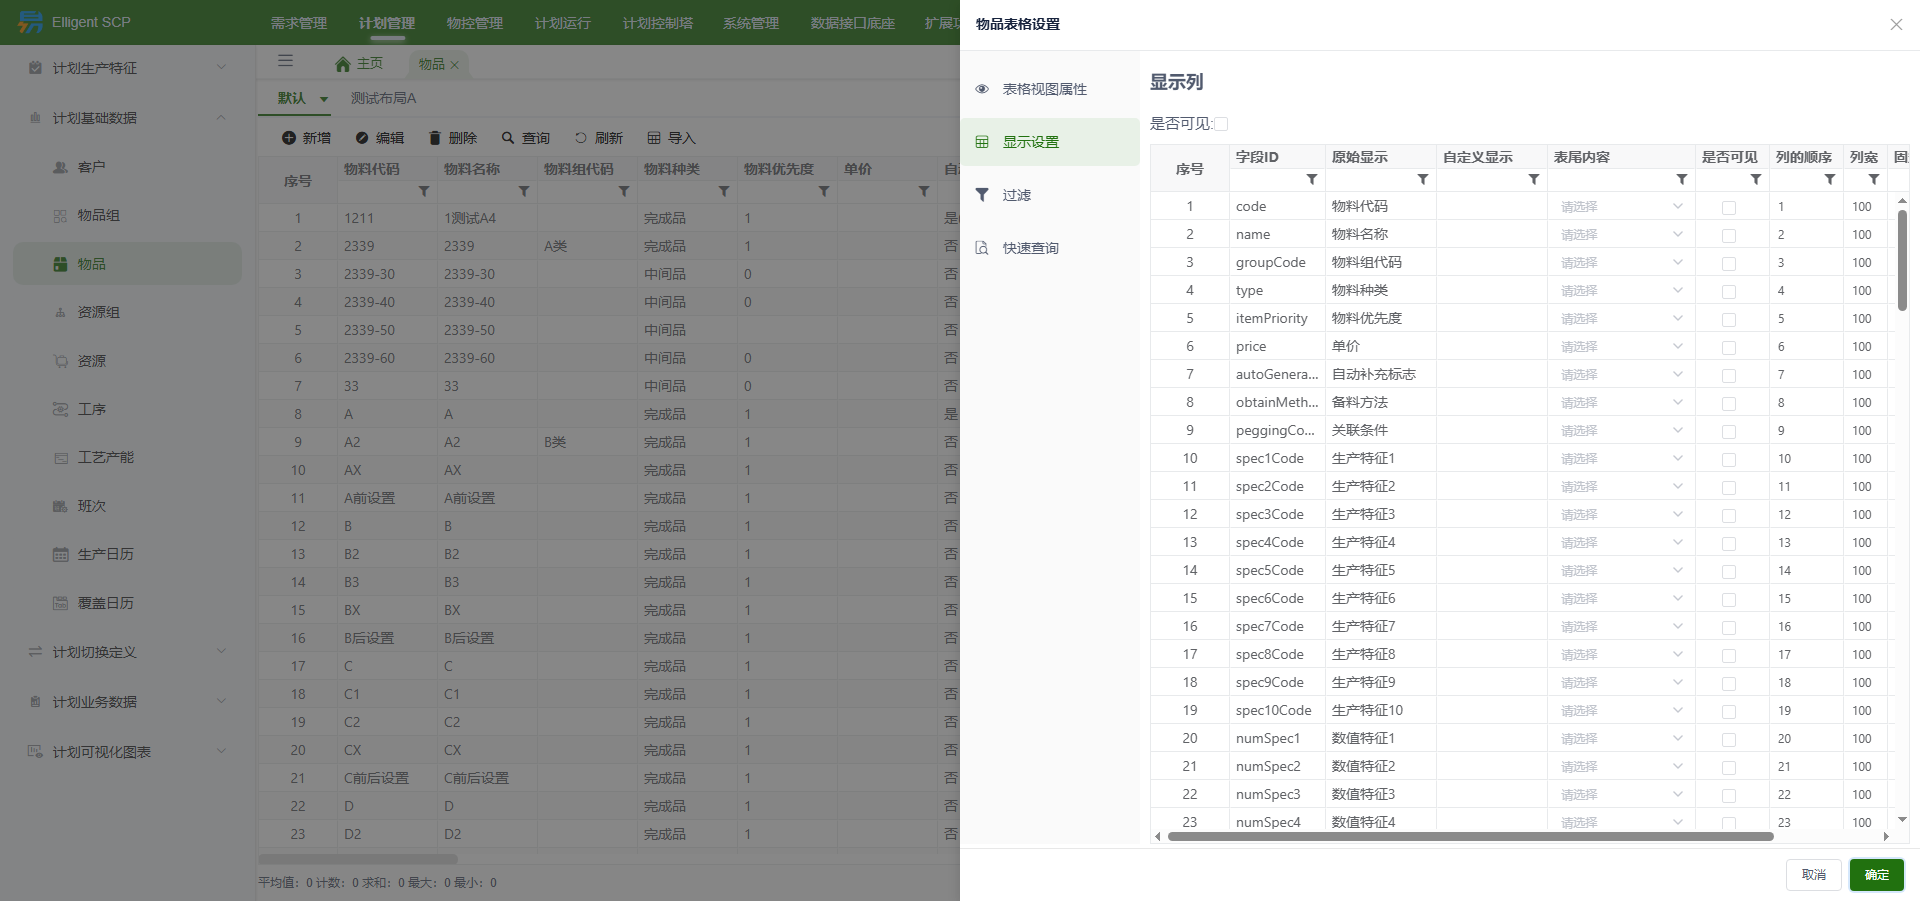 Elligent SCP 需求管理 计划管理 物控管理 计划运行 计划控制塔 系统管理 数据接口底座
物品表格设置
计划生产特征
计划基础数据
客户
物品组
物品
资源组
资源
工序
工艺产能
班次
生产日历
覆盖日历
计划切换定义
计划业务数据
计划可视化图表
主页 物品
默认 测试布局A
新增 编辑 删除 查询 刷新 导入
序号 物料代码 物料名称 物料组代码 物料种类 物料优先度 单价
1 1211 1测试A4 完成品 1 是
2 2339 2339 A类 完成品 1 否
3 2339-30 2339-30 中间品 0 否
4 2339-40 2339-40 中间品 0 否
5 2339-50 2339-50 中间品 否
6 2339-60 2339-60 中间品 0 否
7 33 33 中间品 0 否
8 A A 完成品 1 是
9 A2 A2 B类 完成品 1 否
10 AX AX 完成品 1 否
11 A前设置 A前设置 完成品 1 否
12 B B 完成品 1 否
13 B2 B2 完成品 1 否
14 B3 B3 完成品 1 否
15 BX BX 完成品 1 否
16 B后设置 B后设置 完成品 1 否
17 C C 完成品 1 否
18 C1 C1 完成品 1 否
19 C2 C2 完成品 1 否
20 CX CX 完成品 1 否
21 C前后设置 C前后设置 完成品 1 否
22 D D 完成品 1 否
23 D2 D2 完成品 1 否
平均值: 0 计数: 0 求和: 0 最大: 0 最小: 0
表格视图属性
显示设置
过滤
快速查询
显示列
是否可见:
序号 字段ID 原始显示 自定义显示 表尾内容 是否可见 列的顺序 列宽 固
1 code 物料代码 请选择 1 100
2 name 物料名称 请选择 2 100
3 groupCode 物料组代码 请选择 3 100
4 type 物料种类 请选择 4 100
5 itemPriority 物料优先度 请选择 5 100
6 price 单价 请选择 6 100
7 autoGenera... 自动补充标志 请选择 7 100
8 obtainMeth... 备料方法 请选择 8 100
9 peggingCo... 关联条件 请选择 9 100
10 spec1Code 生产特征1 请选择 10 100
11 spec2Code 生产特征2 请选择 11 100
12 spec3Code 生产特征3 请选择 12 100
13 spec4Code 生产特征4 请选择 13 100
14 spec5Code 生产特征5 请选择 14 100
15 spec6Code 生产特征6 请选择 15 100
16 spec7Code 生产特征7 请选择 16 100
17 spec8Code 生产特征8 请选择 17 100
18 spec9Code 生产特征9 请选择 18 100
19 spec10Code 生产特征10 请选择 19 100
20 numSpec1 数值特征1 请选择 20 100
21 numSpec2 数值特征2 请选择 21 100
22 numSpec3 数值特征3 请选择 22 100
23 numSpec4 数值特征4 请选择 23 100
取消 确定